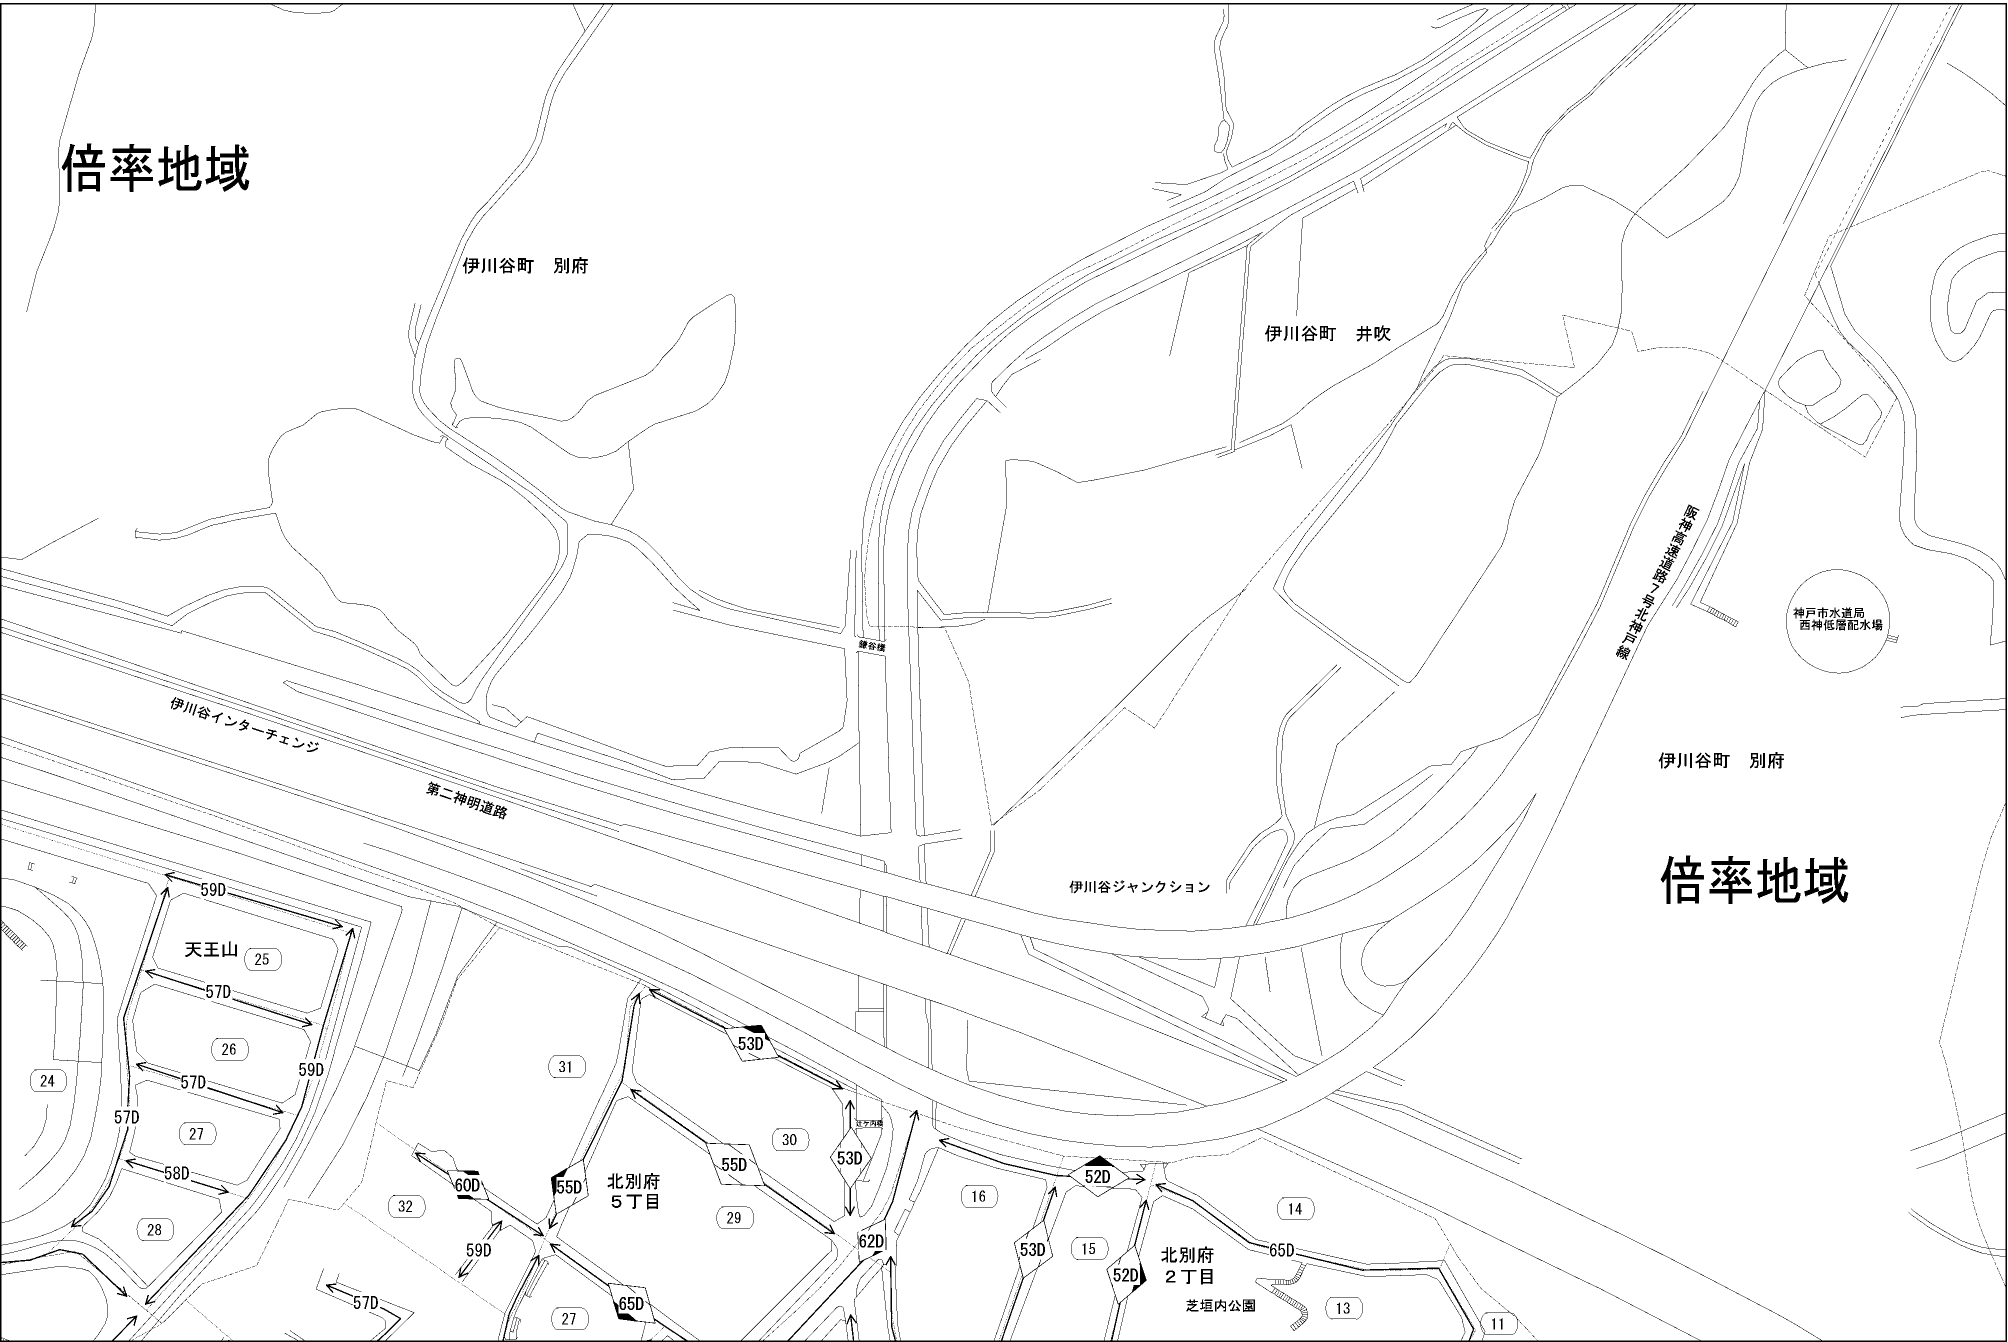 倍率地域
伊川谷町　別府
伊川谷町　井吹
阪神高速道路7号北神戸線
神戸市水道局
西神低層配水場
伊川谷インターチェンジ
第二神明道路
伊川谷町　別府
倍率地域
伊川谷ジャンクション
59D
天王山
25
57D
26
59D
24
57D
57D
27
58D
28
57D
31
53D
30
53D
55D
55D
60D
北別府
5丁目
32
29
59D
62D
65D
27
16
52D
14
53D
15
北別府
2丁目
52D
65D
芝垣内公園
13
11